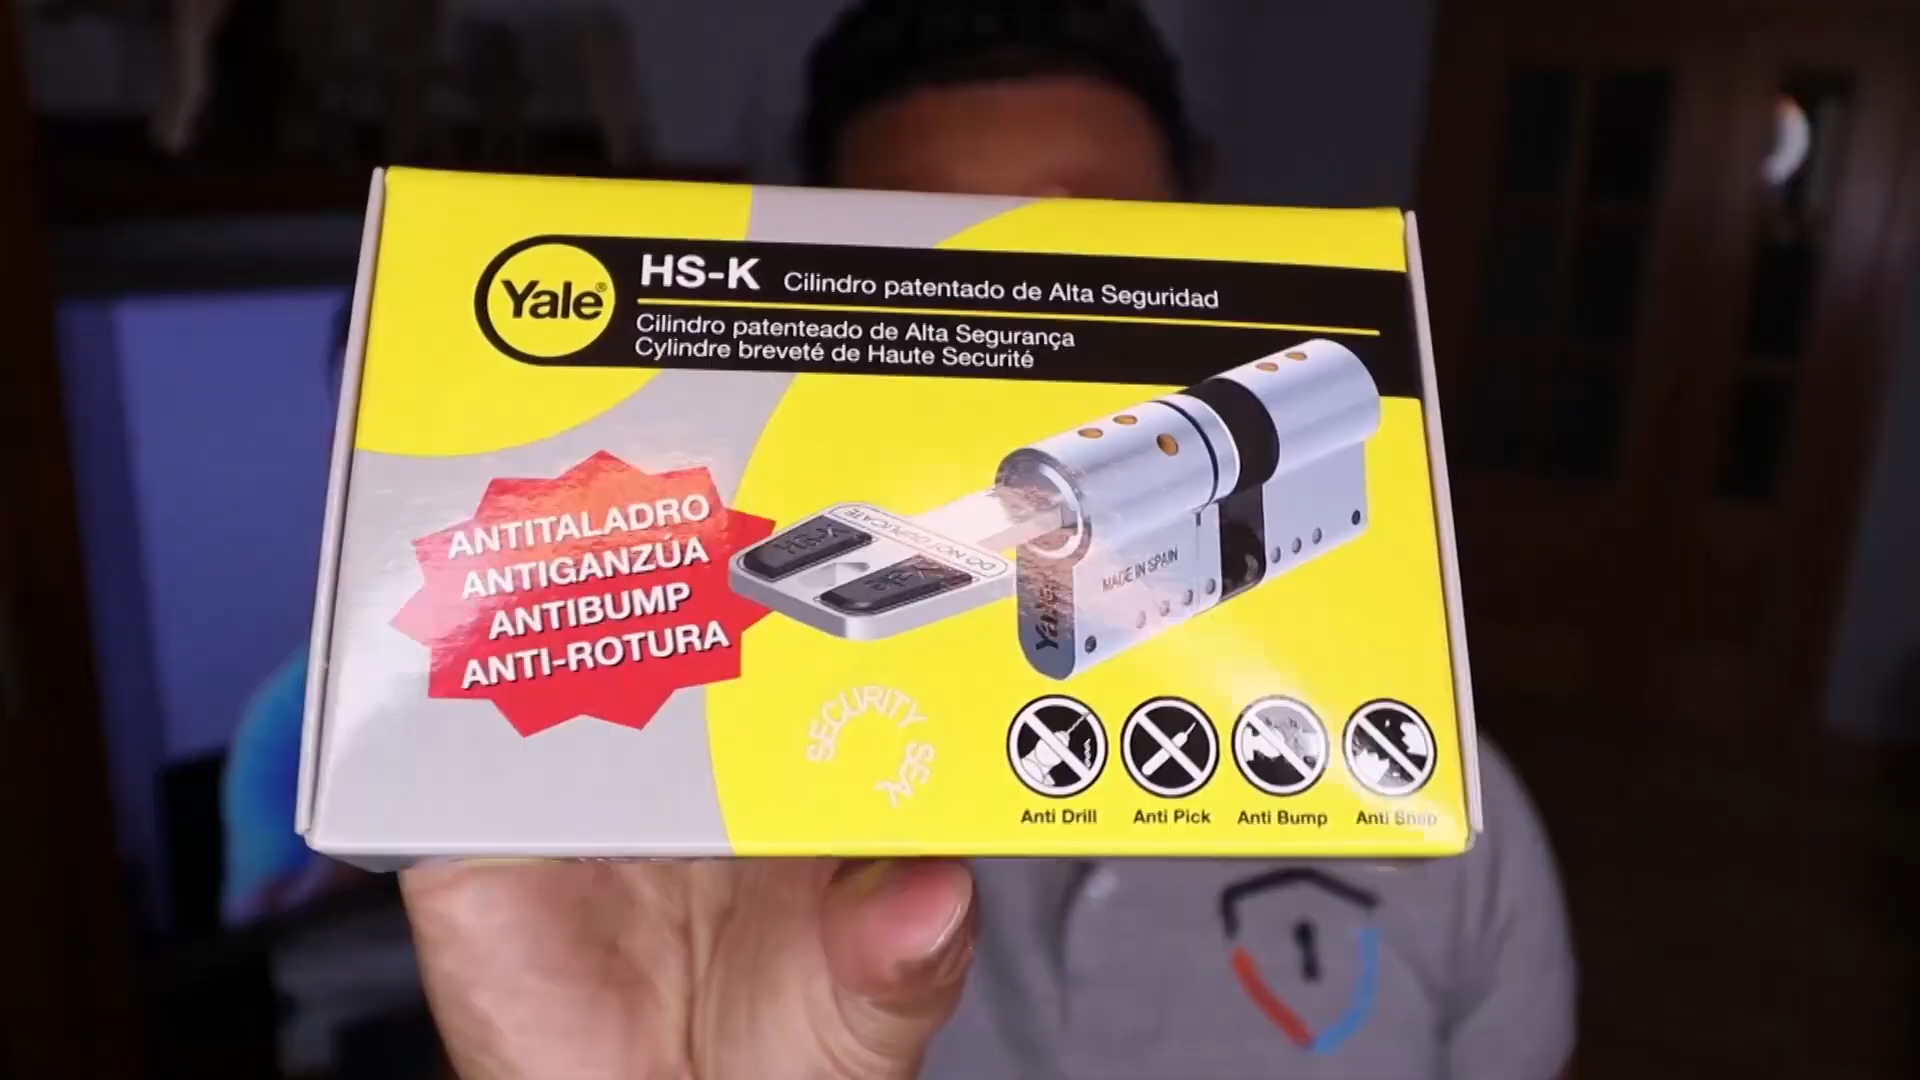 Yale®
HS-K Cilindro patentado de Alta Seguridad
Cilindro patenteado de Alta Segurança
Cylindre breveté de Haute Securité
ANTITALADRO
ANTIGANZÚA
ANTIBUMP
ANTI-ROTURA
DO NOT DUPLICATE
HS-K
Yale
MADE IN SPAIN
SECURITY SEAL
Anti Drill
Anti Pick
Anti Bump
Anti Snap